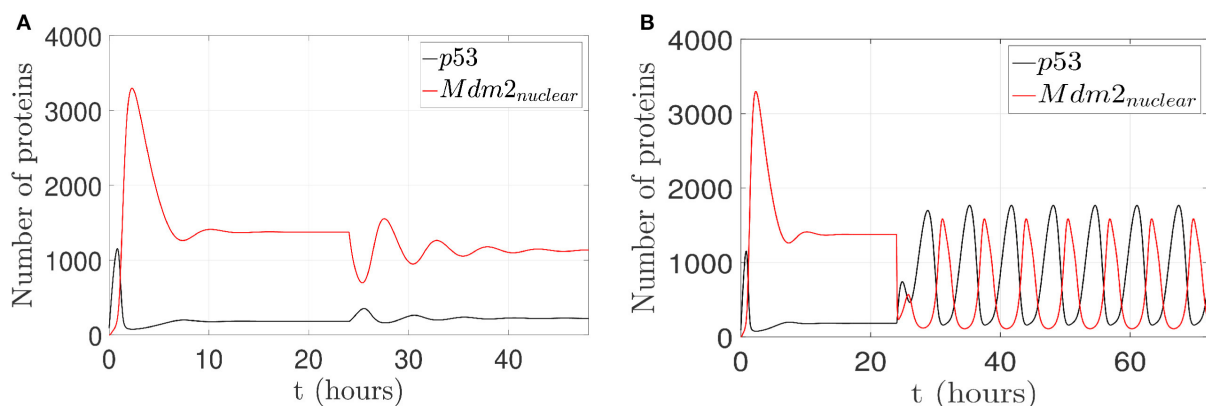 A
Number of proteins
4000
3000
2000
1000
0
p53
Mdm2nuclear
0 10 20 30 40
t (hours)
B
Number of proteins
4000
3000
2000
1000
0
p53
Mdm2nuclear
0 20 40 60
t (hours)